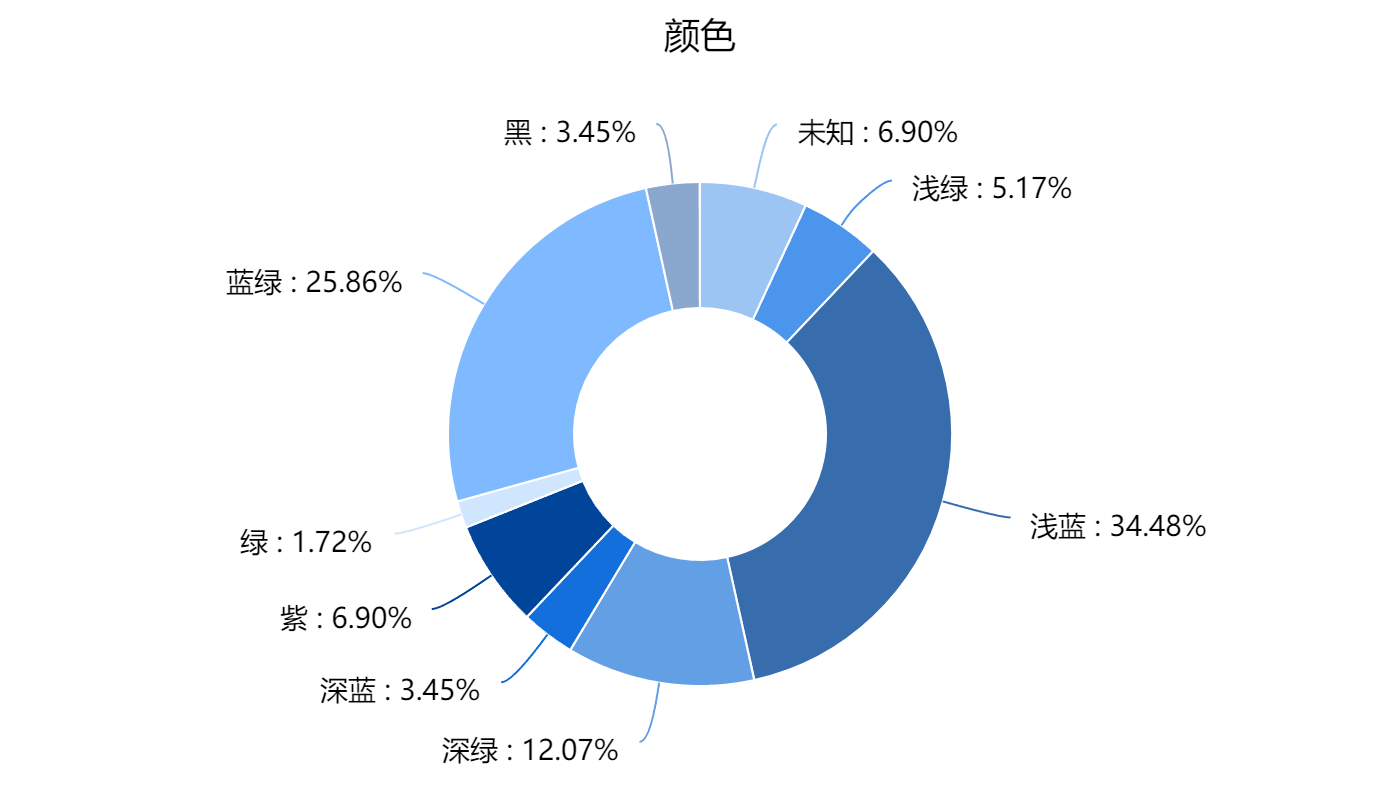 颜色
黑 : 3.45%
未知 : 6.90%
浅绿 : 5.17%
蓝绿 : 25.86%
浅蓝 : 34.48%
绿 : 1.72%
紫 : 6.90%
深蓝 : 3.45%
深绿 : 12.07%